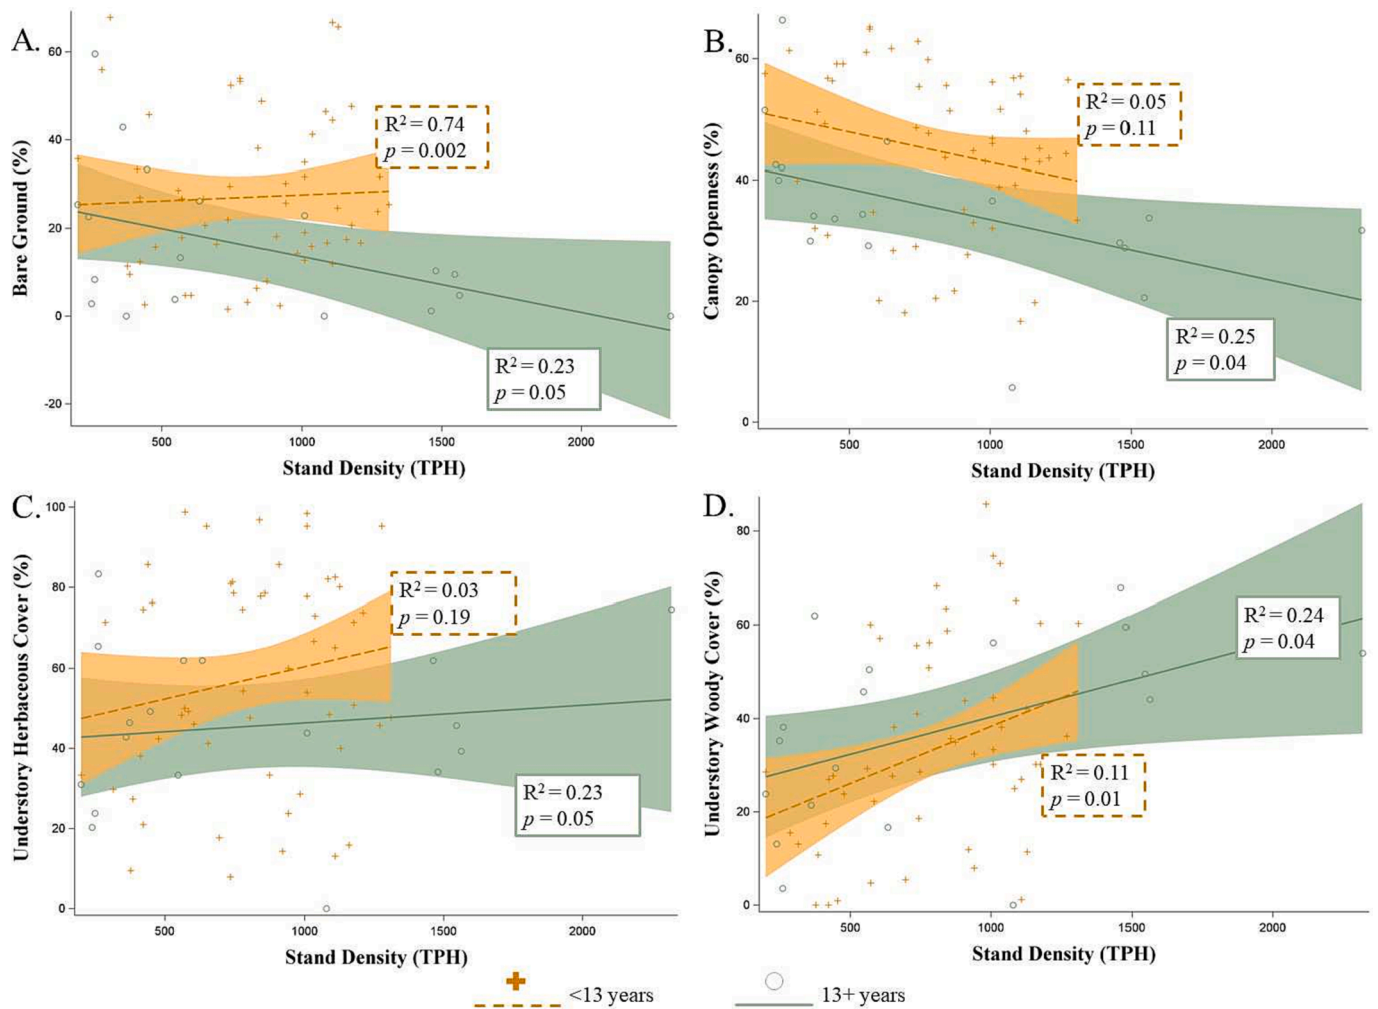 A.
60
40
20
0
-20
Bare Ground (%)
R² = 0.74
p = 0.002
R² = 0.23
p = 0.05
500 1000 1500 2000
Stand Density (TPH)
B.
60
40
20
0
Canopy Openness (%)
R² = 0.05
p = 0.11
R² = 0.25
p = 0.04
500 1000 1500 2000
Stand Density (TPH)
C.
100
80
60
40
20
0
Understory Herbaceous Cover (%)
R² = 0.03
p = 0.19
R² = 0.23
p = 0.05
500 1000 1500 2000
Stand Density (TPH)
D.
80
60
40
20
0
Understory Woody Cover (%)
R² = 0.24
p = 0.04
R² = 0.11
p = 0.01
500 1000 1500 2000
Stand Density (TPH)
<13 years
13+ years